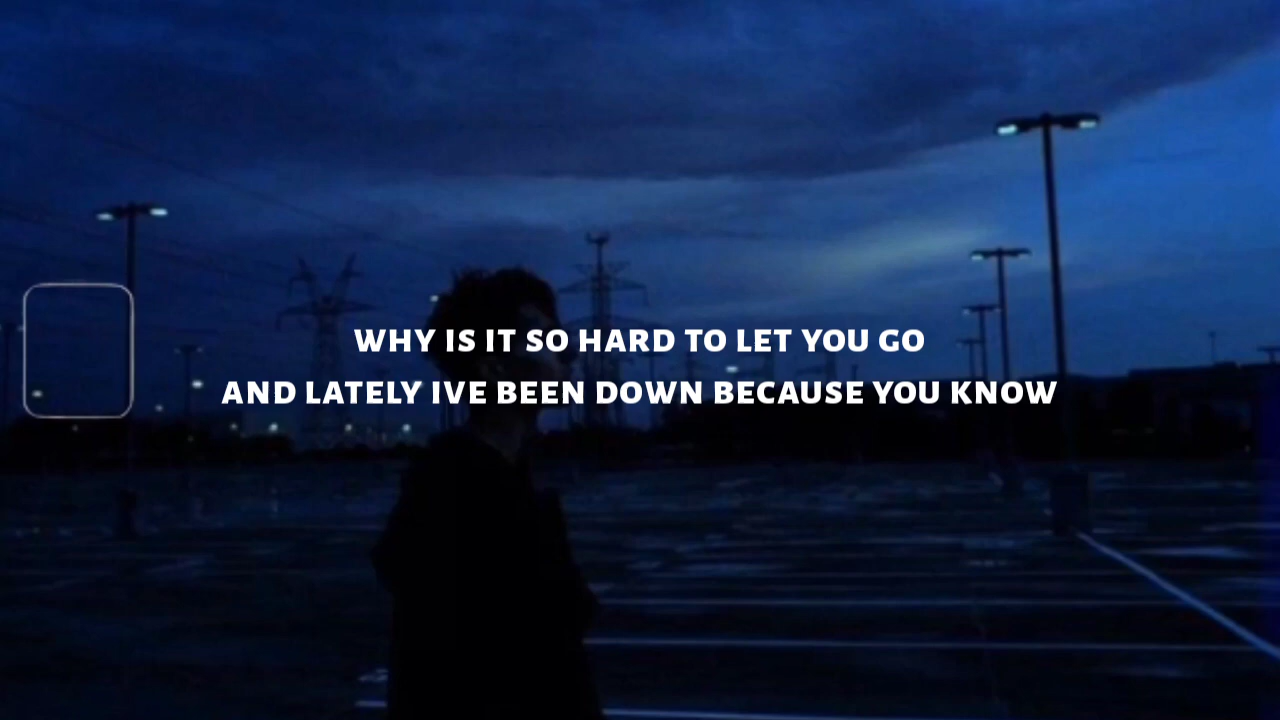 WHY IS IT SO HARD TO LET YOU GO
AND LATELY IVE BEEN DOWN BECAUSE YOU KNOW